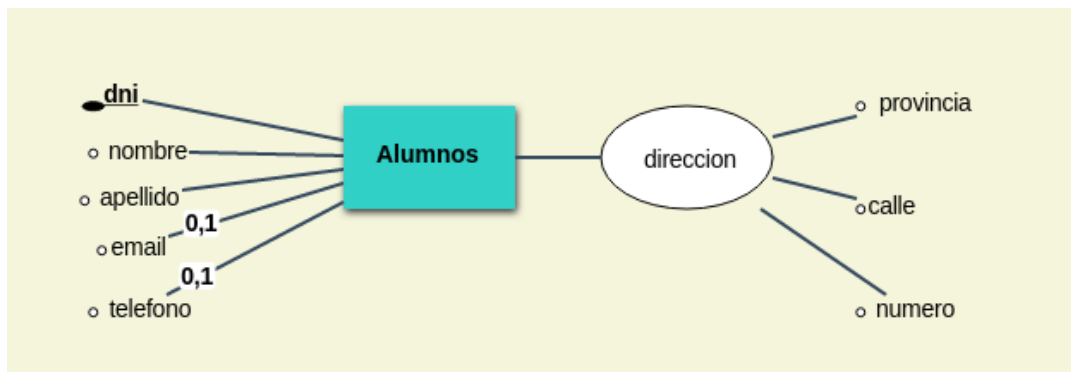 dni
nombre
apellido
0,1
email
0,1
telefono
Alumnos
direccion
provincia
calle
numero